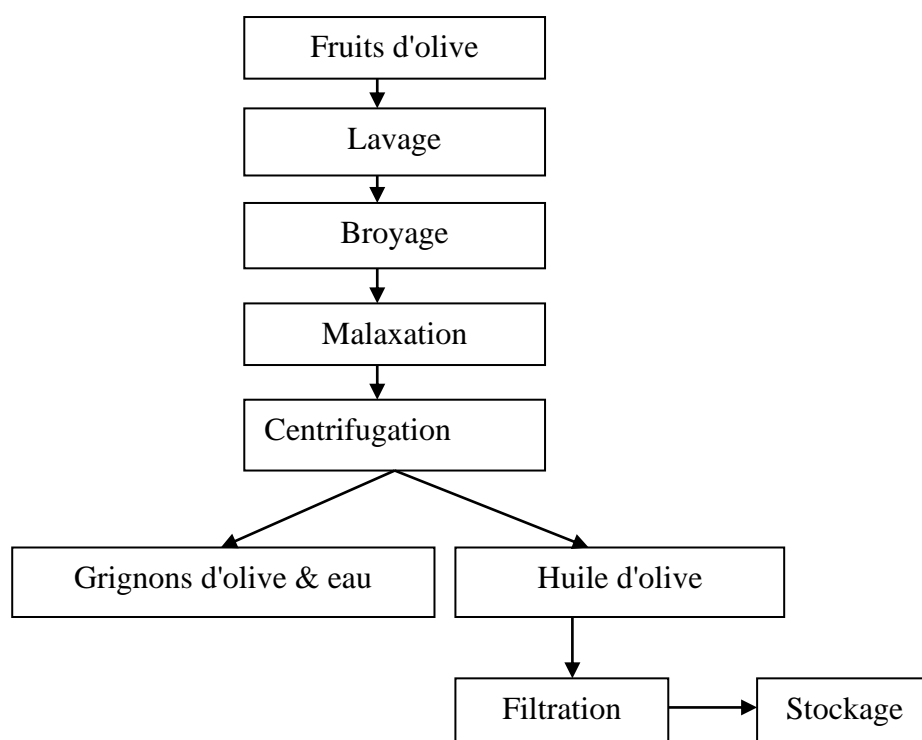 Fruits d'olive
Lavage
Broyage
Malaxation
Centrifugation
Grignons d'olive & eau
Huile d'olive
Filtration
Stockage